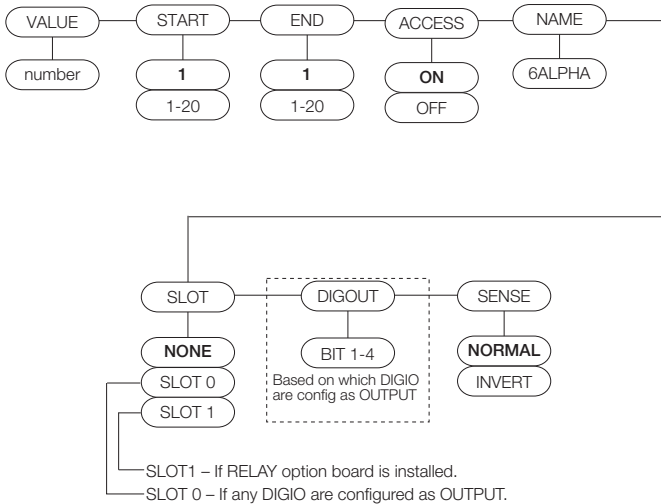 VALUE START END ACCESS NAME
number 1 1 ON 6ALPHA
1-20 1-20 OFF
SLOT DIGOUT SENSE
NONE BIT 1-4 NORMAL
SLOT 0 Based on which DIGIO INVERT
are config as OUTPUT
SLOT 1
SLOT1 – If RELAY option board is installed.
SLOT 0 – If any DIGIO are configured as OUTPUT.